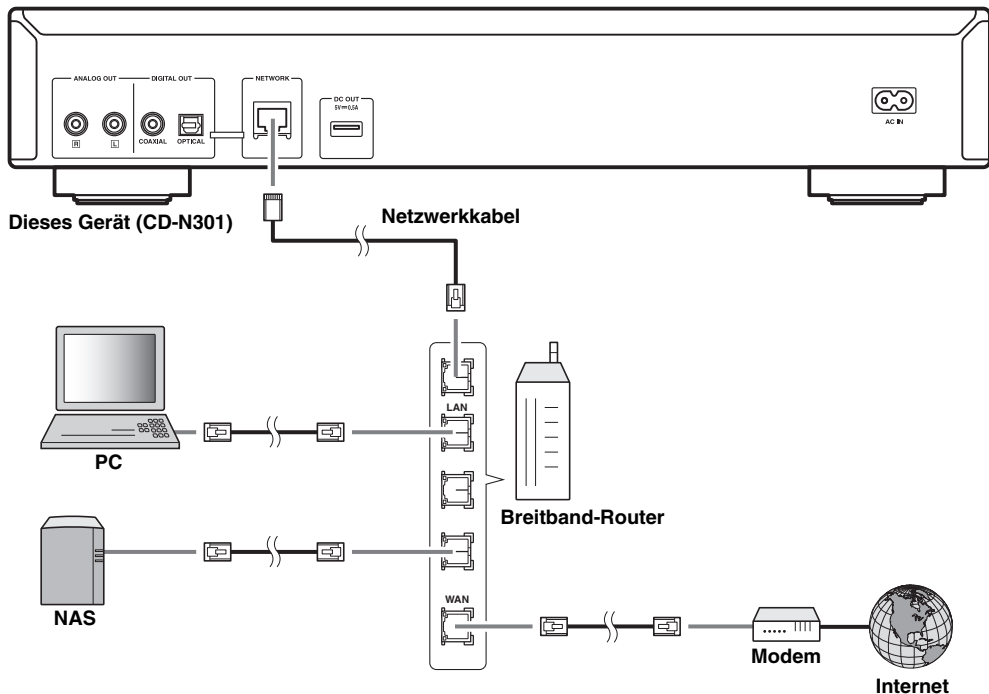 ANALOG OUT
DIGITAL OUT
NETWORK
DC OUT
5V⎓0.5A
R
L
COAXIAL
OPTICAL
AC IN
Dieses Gerät (CD-N301)
Netzwerkkabel
LAN
PC
Breitband-Router
NAS
WAN
Modem
Internet